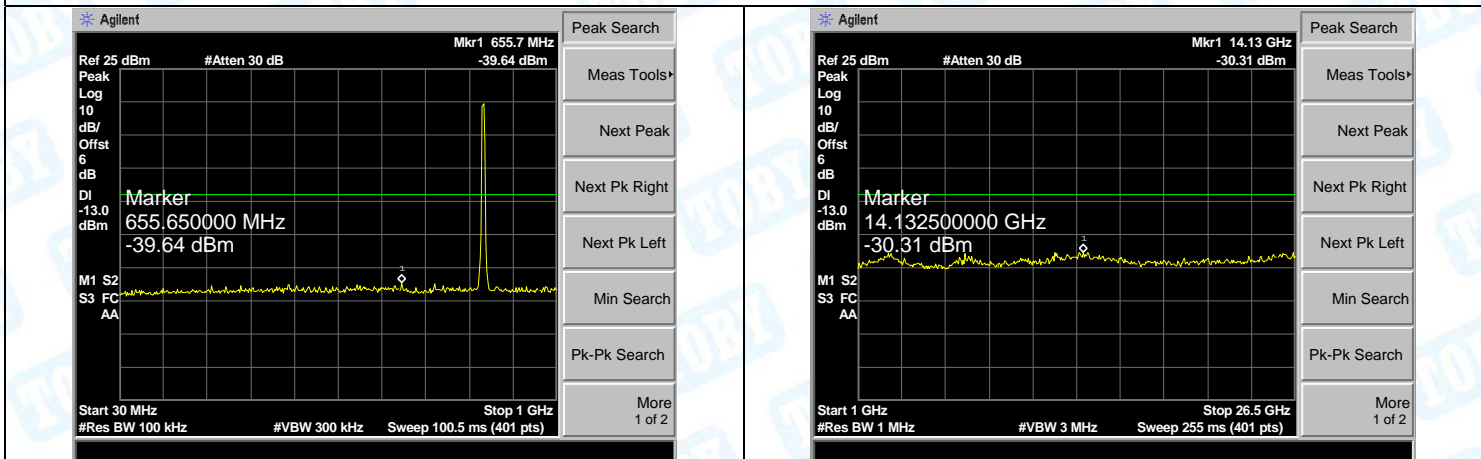 Agilent
Peak Search
Mkr1 655.7 MHz
Ref 25 dBm #Atten 30 dB -39.64 dBm
Peak
Log
10
dB/
Offst
6
dB
DI
-13.0
dBm
Marker
655.650000 MHz
-39.64 dBm
1
M1 S2
S3 FC
AA
Start 30 MHz Stop 1 GHz
#Res BW 100 kHz #VBW 300 kHz Sweep 100.5 ms (401 pts)
Meas Tools
Next Peak
Next Pk Right
Next Pk Left
Min Search
Pk-Pk Search
More
1 of 2
Agilent
Peak Search
Mkr1 14.13 GHz
Ref 25 dBm #Atten 30 dB -30.31 dBm
Peak
Log
10
dB/
Offst
6
dB
DI
-13.0
dBm
Marker
14.132500000 GHz
-30.31 dBm
1
M1 S2
S3 FC
AA
Start 1 GHz Stop 26.5 GHz
#Res BW 1 MHz #VBW 3 MHz Sweep 255 ms (401 pts)
Meas Tools
Next Peak
Next Pk Right
Next Pk Left
Min Search
Pk-Pk Search
More
1 of 2
TOBY